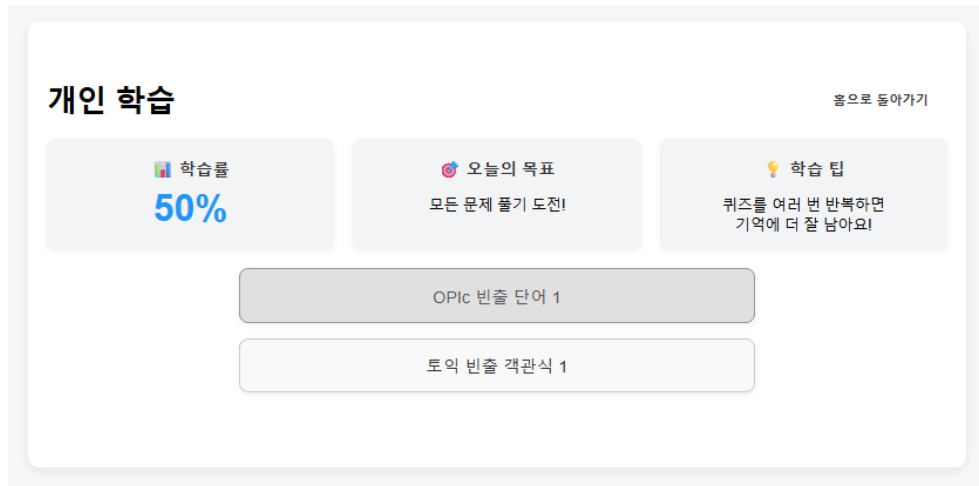 개인 학습
홈으로 돌아가기
📊 학습률
50%
🎯 오늘의 목표
모든 문제 풀기 도전!
💡 학습 팁
퀴즈를 여러 번 반복하면
기억에 더 잘 남아요!
OPIc 빈출 단어 1
토익 빈출 객관식 1